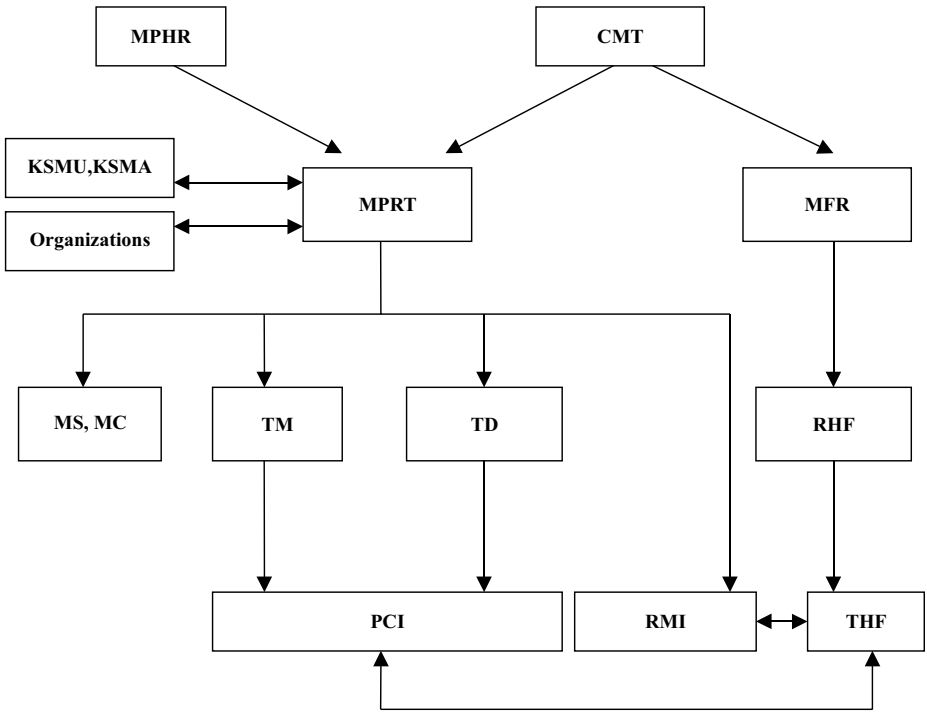 MPHR
CMT
KSMU,KSMA
MPRT
MFR
Organizations
MS, MC
TM
TD
RHF
PCI
RMI
THF